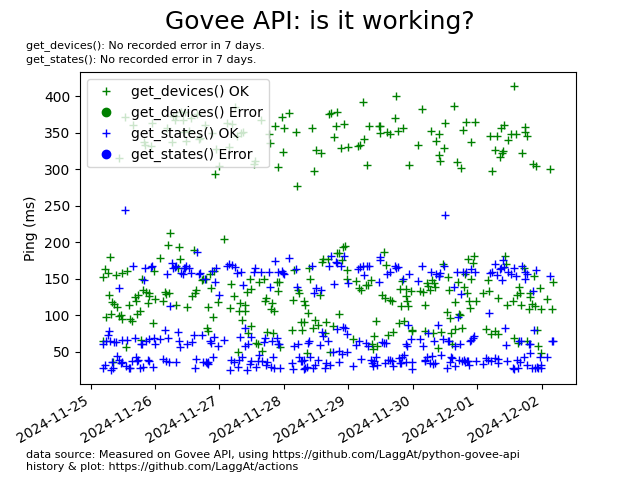 Govee API: is it working?
get_devices(): No recorded error in 7 days.
get_states(): No recorded error in 7 days.
get_devices() OK
get_devices() Error
get_states() OK
get_states() Error
Ping (ms)
400
350
300
250
200
150
100
50
2024-11-25
2024-11-26
2024-11-27
2024-11-28
2024-11-29
2024-11-30
2024-12-01
2024-12-02
data source: Measured on Govee API, using https://github.com/LaggAt/python-govee-api
history & plot: https://github.com/LaggAt/actions